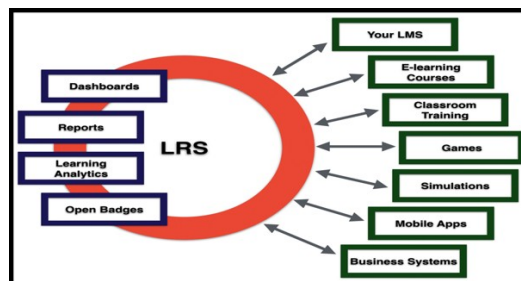 Dashboards
Reports
Learning
Analytics
Open Badges
LRS
Your LMS
E-learning
Courses
Classroom
Training
Games
Simulations
Mobile Apps
Business Systems